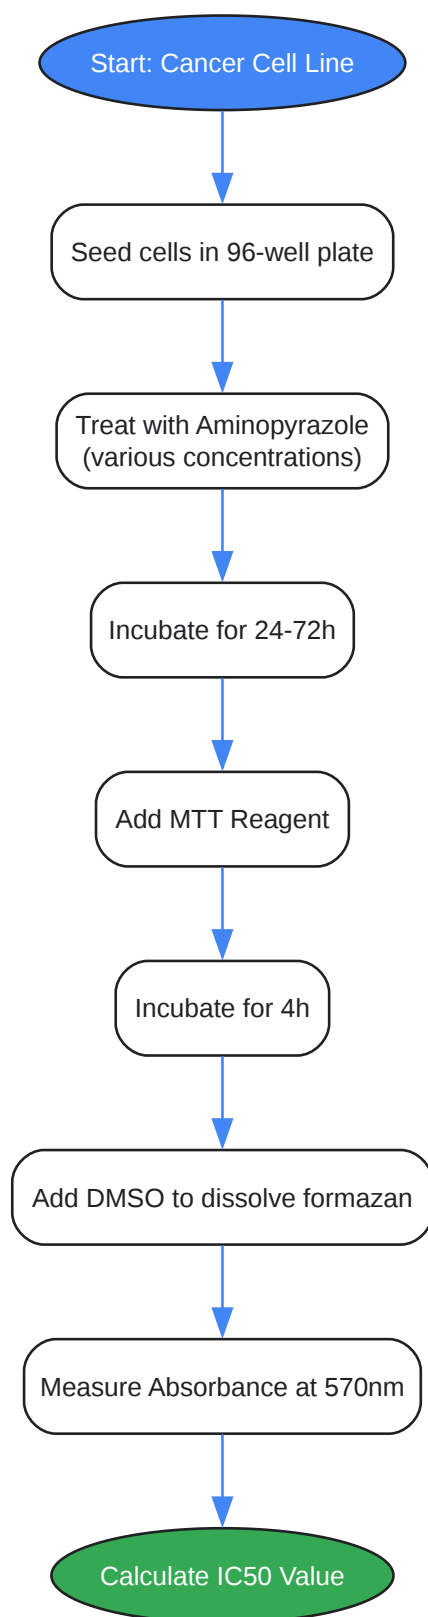 Start: Cancer Cell Line
Seed cells in 96-well plate
Treat with Aminopyrazole
(various concentrations)
Incubate for 24-72h
Add MTT Reagent
Incubate for 4h
Add DMSO to dissolve formazan
Measure Absorbance at 570nm
Calculate IC50 Value